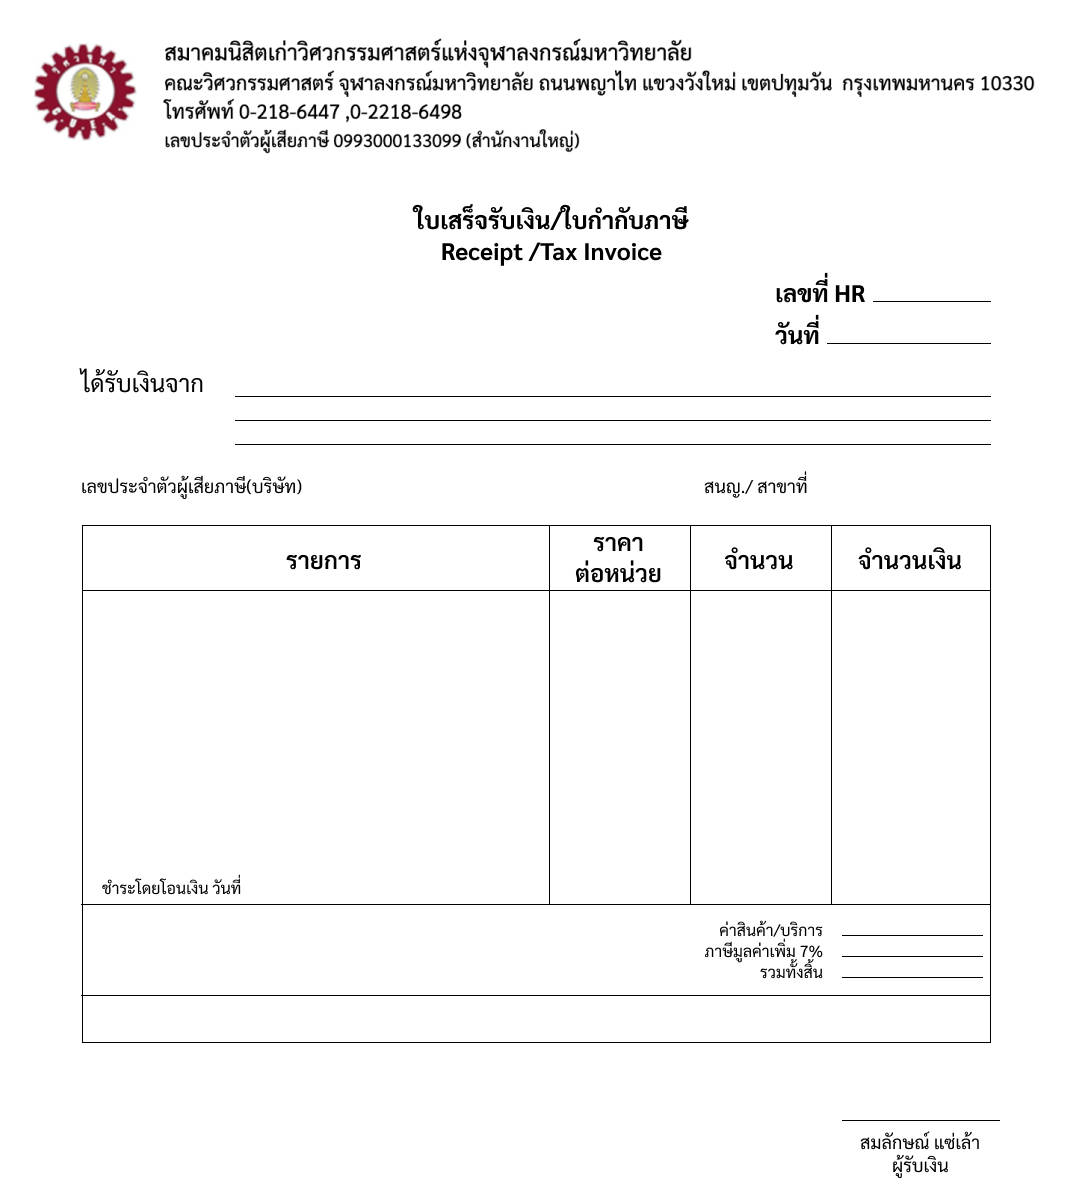 สมาคมนิสิตเก่าวิศวกรรมศาสตร์แห่งจุฬาลงกรณ์มหาวิทยาลัย
คณะวิศวกรรมศาสตร์ จุฬาลงกรณ์มหาวิทยาลัย ถนนพญาไท แขวงวังใหม่ เขตปทุมวัน กรุงเทพมหานคร 10330
โทรศัพท์ 0-218-6447 ,0-2218-6498
เลขประจำตัวผู้เสียภาษี 0993000133099 (สำนักงานใหญ่)
ใบเสร็จรับเงิน/ใบกำกับภาษี
Receipt /Tax Invoice
เลขที่ HR
วันที่
ได้รับเงินจาก
เลขประจำตัวผู้เสียภาษี(บริษัท) สนญ./ สาขาที่
รายการ ราคา ต่อหน่วย จำนวน จำนวนเงิน
ชำระโดยโอนเงิน วันที่
ค่าสินค้า/บริการ
ภาษีมูลค่าเพิ่ม 7%
รวมทั้งสิ้น
สมลักษณ์ แซ่เล้า
ผู้รับเงิน